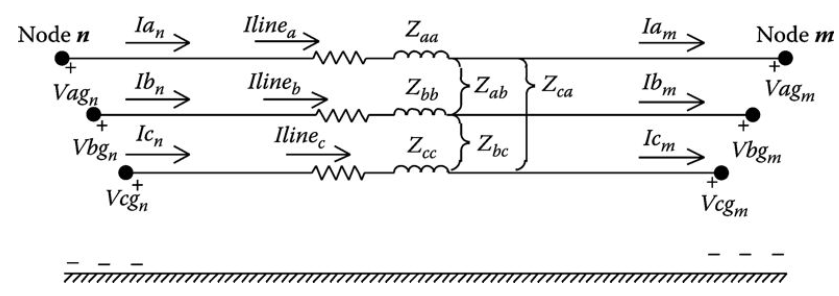 Node n Ia_n Iline_a Z_aa Ia_m Node m
+ +
Vag_n Ib_n Iline_b Z_bb Z_ab Z_ca Ib_m Vag_m
+ +
Vbg_n Ic_n Iline_c Z_cc Z_bc Ic_m Vbg_m
+ +
Vcg_n Vcg_m
– – – – – –